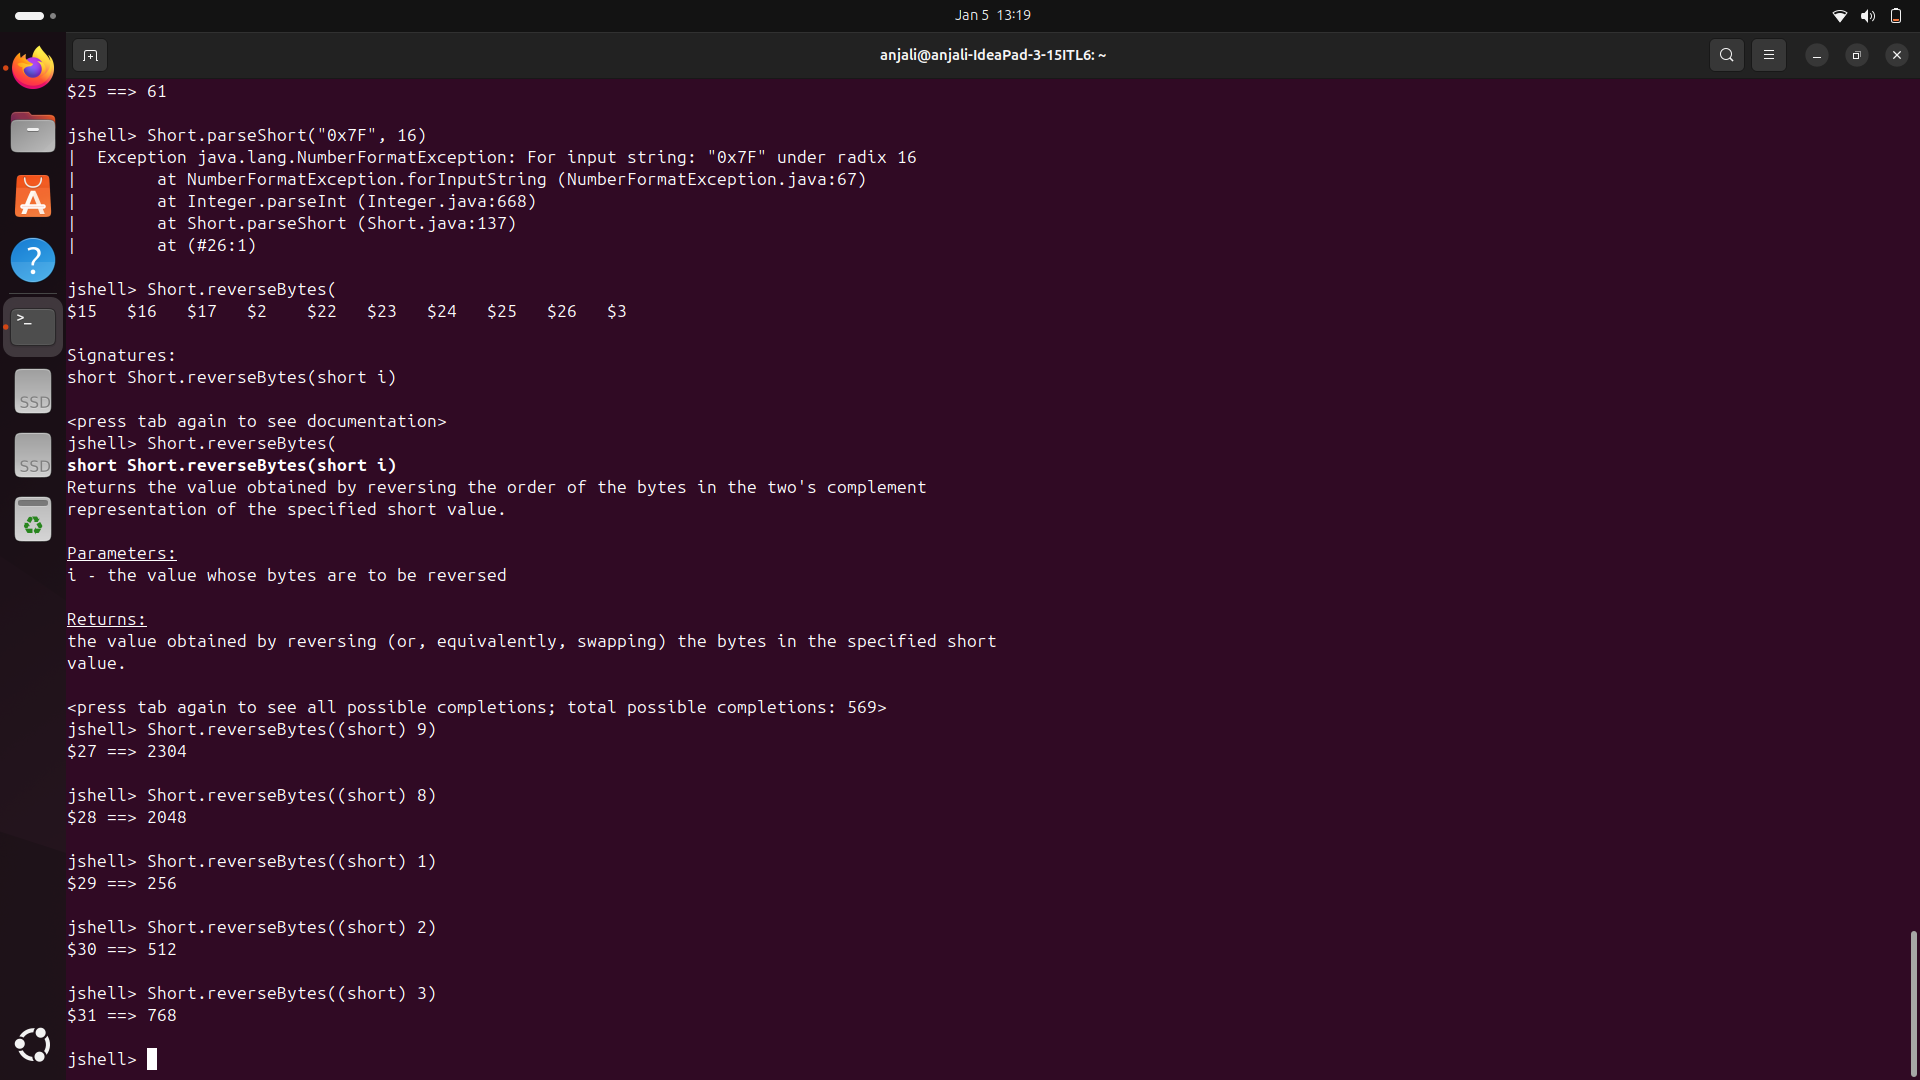 Jan 5 13:19
anjali@anjali-IdeaPad-3-15ITL6: ~
$25 ==> 61
jshell> Short.parseShort("0x7F", 16)
|  Exception java.lang.NumberFormatException: For input string: "0x7F" under radix 16
|        at NumberFormatException.forInputString (NumberFormatException.java:67)
|        at Integer.parseInt (Integer.java:668)
|        at Short.parseShort (Short.java:137)
|        at (#26:1)
jshell> Short.reverseBytes(
$15   $16   $17   $2    $22   $23   $24   $25   $26   $3
Signatures:
short Short.reverseBytes(short i)
<press tab again to see documentation>
jshell> Short.reverseBytes(
short Short.reverseBytes(short i)
Returns the value obtained by reversing the order of the bytes in the two's complement
representation of the specified short value.
Parameters:
i - the value whose bytes are to be reversed
Returns:
the value obtained by reversing (or, equivalently, swapping) the bytes in the specified short
value.
<press tab again to see all possible completions; total possible completions: 569>
jshell> Short.reverseBytes((short) 9)
$27 ==> 2304
jshell> Short.reverseBytes((short) 8)
$28 ==> 2048
jshell> Short.reverseBytes((short) 1)
$29 ==> 256
jshell> Short.reverseBytes((short) 2)
$30 ==> 512
jshell> Short.reverseBytes((short) 3)
$31 ==> 768
jshell>
SSD
SSD